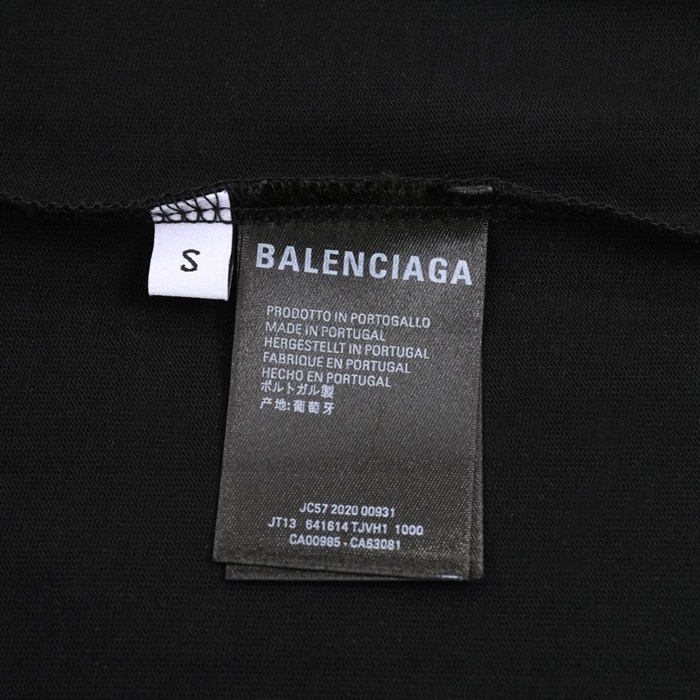 S
BALENCIAGA
PRODOTTO IN PORTOGALLO
MADE IN PORTUGAL
HERGESTELLT IN PORTUGAL
FABRIQUE EN PORTUGAL
HECHO EN PORTUGAL
ポルトガル製
产地:葡萄牙
JC57 2020 00931
JT13 641614 TJVH1 1000
CA00985 - CA63081